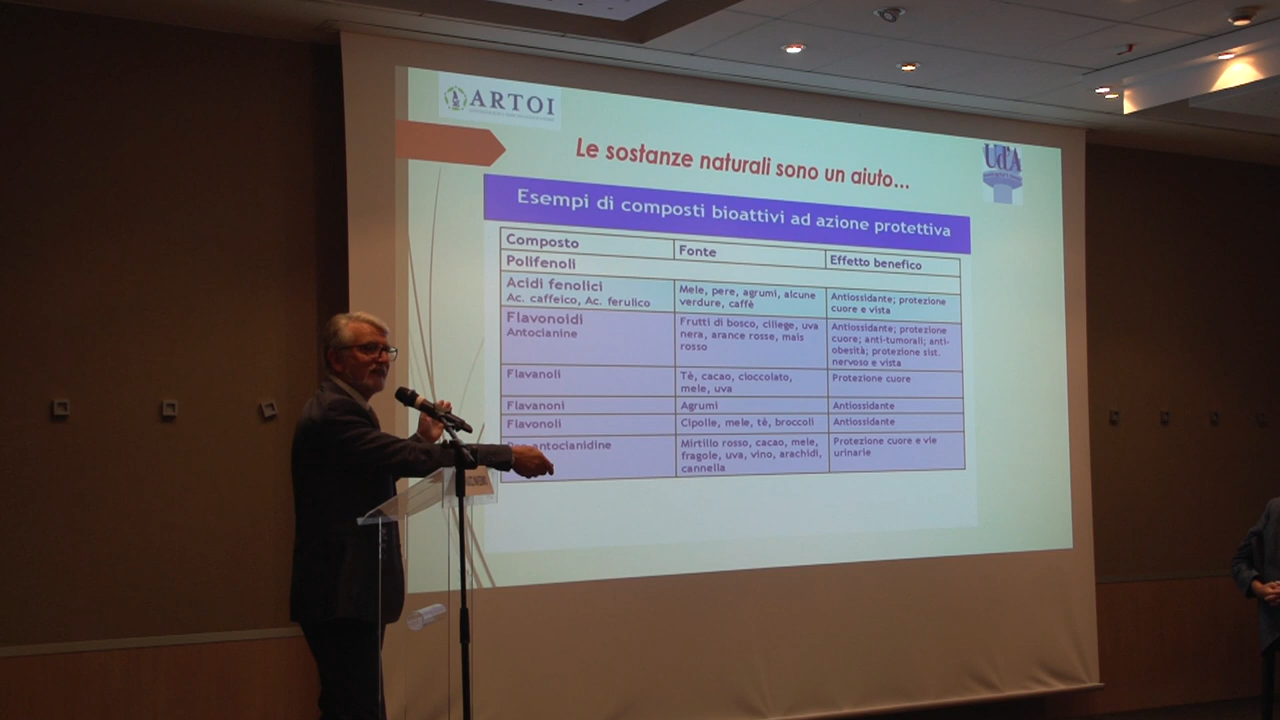 ARTOI
Le sostanze naturali sono un aiuto...
Ud'A
Esempi di composti bioattivi ad azione protettiva
Composto
Fonte
Effetto benefico
Polifenoli
Acidi fenolici
Ac. caffeico, Ac. ferulico
Mele, pere, agrumi, alcune
verdure, caffè
Antiossidante; protezione
cuore e vista
Flavonoidi
Antocianine
Frutti di bosco, ciliege, uva
nera, arance rosse, mais
rosso
Antiossidante; protezione
cuore; anti-tumorali; anti-
obesità; protezione sist.
nervoso e vista
Flavanoli
Tè, cacao, cioccolato,
mele, uva
Protezione cuore
Flavanoni
Agrumi
Antiossidante
Flavonoli
Cipolle, mele, tè, broccoli
Antiossidante
antocianidine
Mirtillo rosso, cacao, mele,
fragole, uva, vino, arachidi,
cannella
Protezione cuore e vie
urinarie